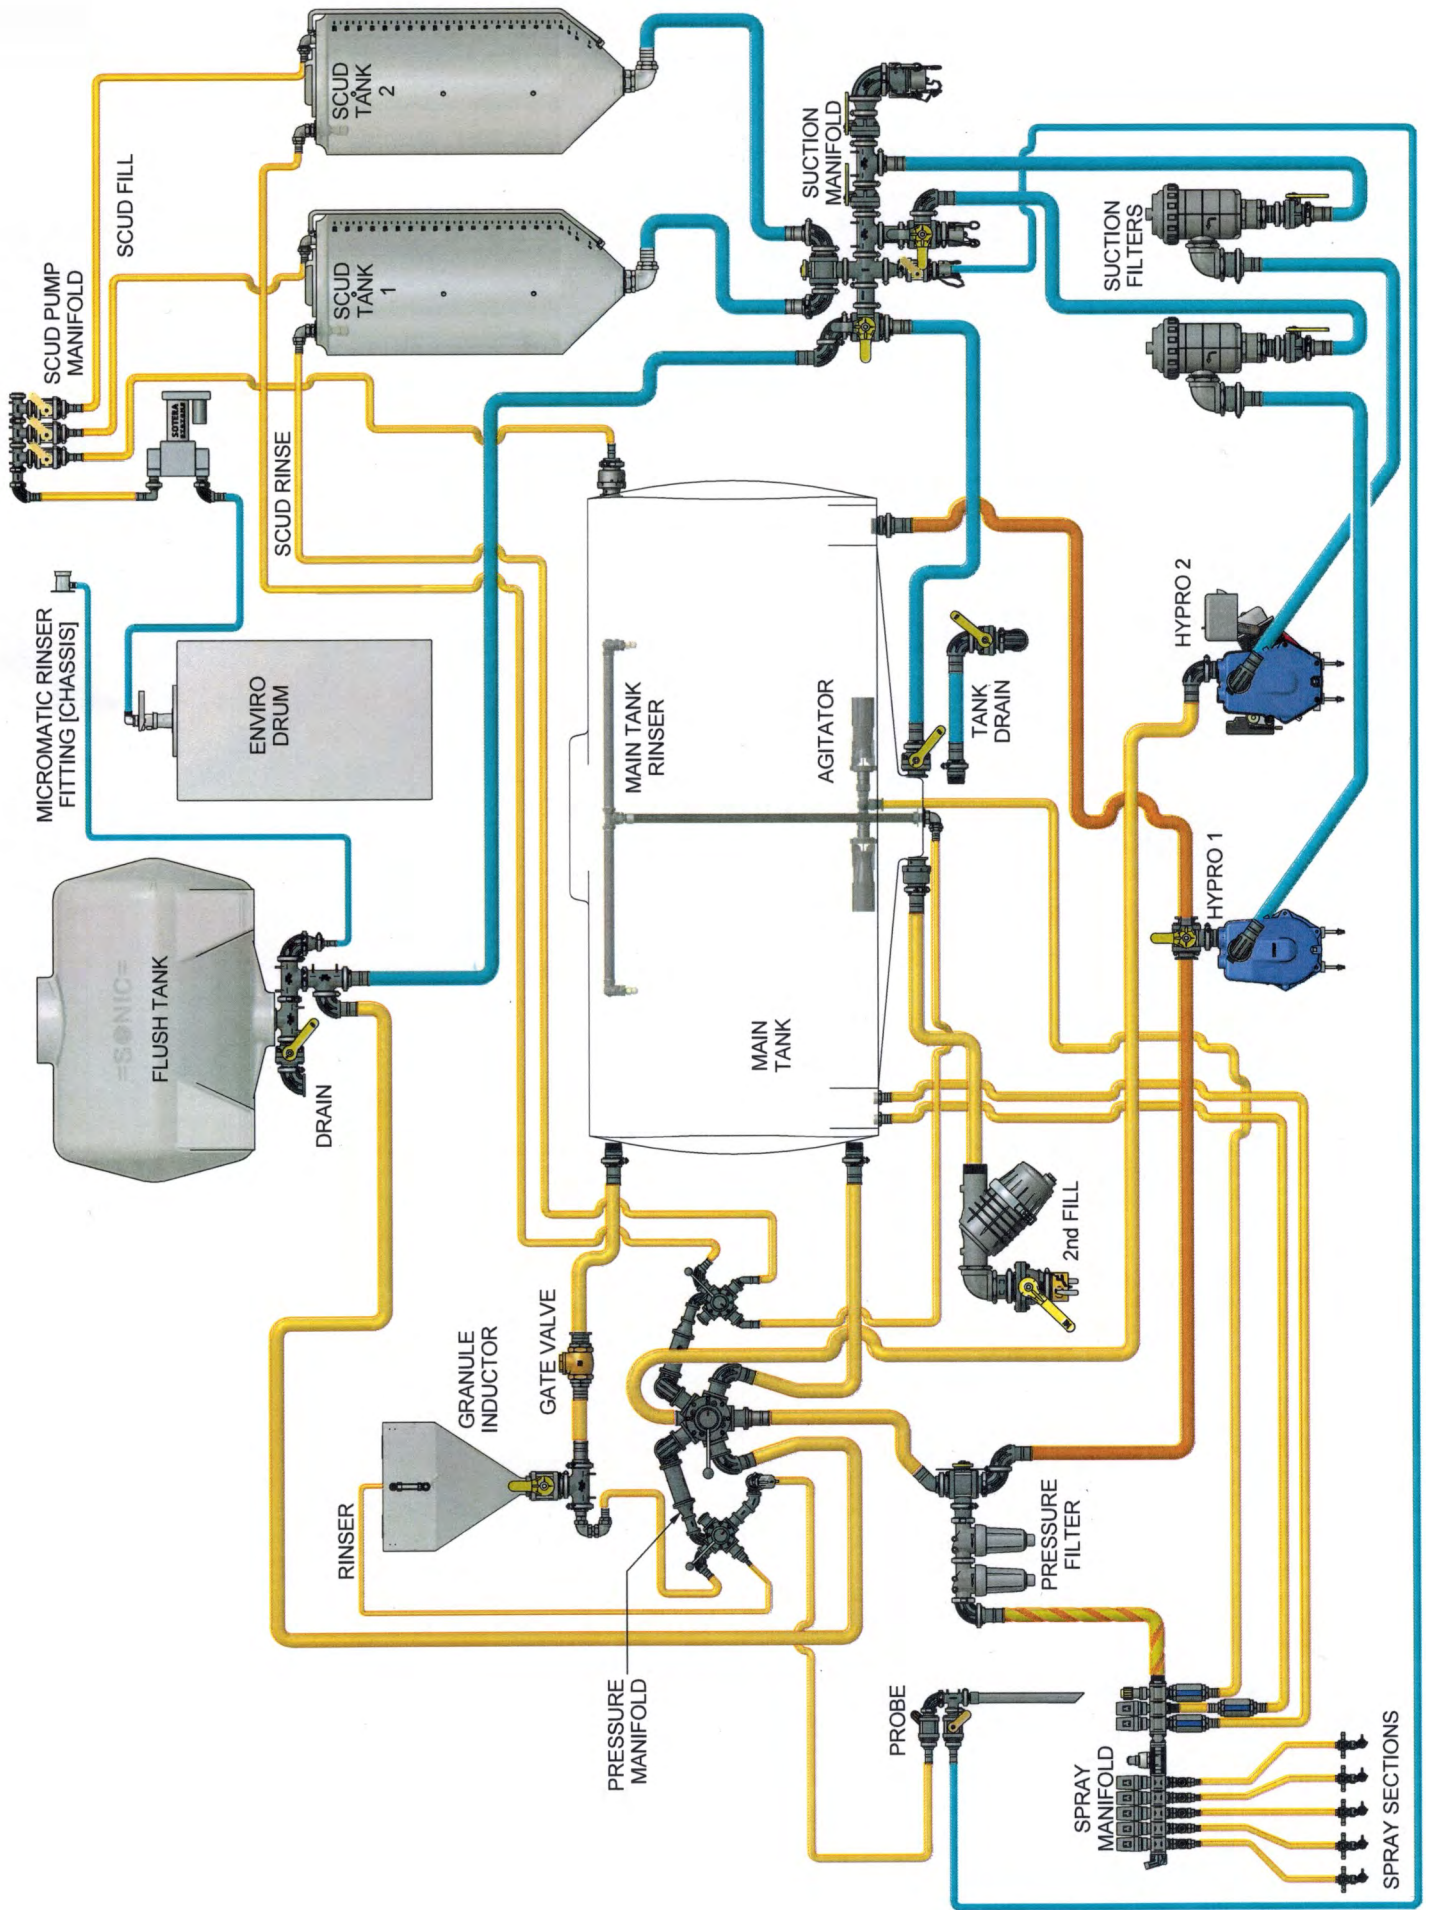 SCUD PUMP
MANIFOLD
SCUD FILL
SCUD
TANK
2
SCUD
TANK
1
SOTERA
SCUD RINSE
MICROMATIC RINSER
FITTING [CHASSIS]
ENVIRO
DRUM
=SONIC=
FLUSH TANK
DRAIN
SUCTION
MANIFOLD
SUCTION
FILTERS
MAIN TANK
RINSER
AGITATOR
TANK
DRAIN
MAIN
TANK
HYPRO 2
HYPRO 1
2nd FILL
GATE VALVE
GRANULE
INDUCTOR
RINSER
PRESSURE
MANIFOLD
PRESSURE
FILTER
PROBE
SPRAY
MANIFOLD
SPRAY SECTIONS